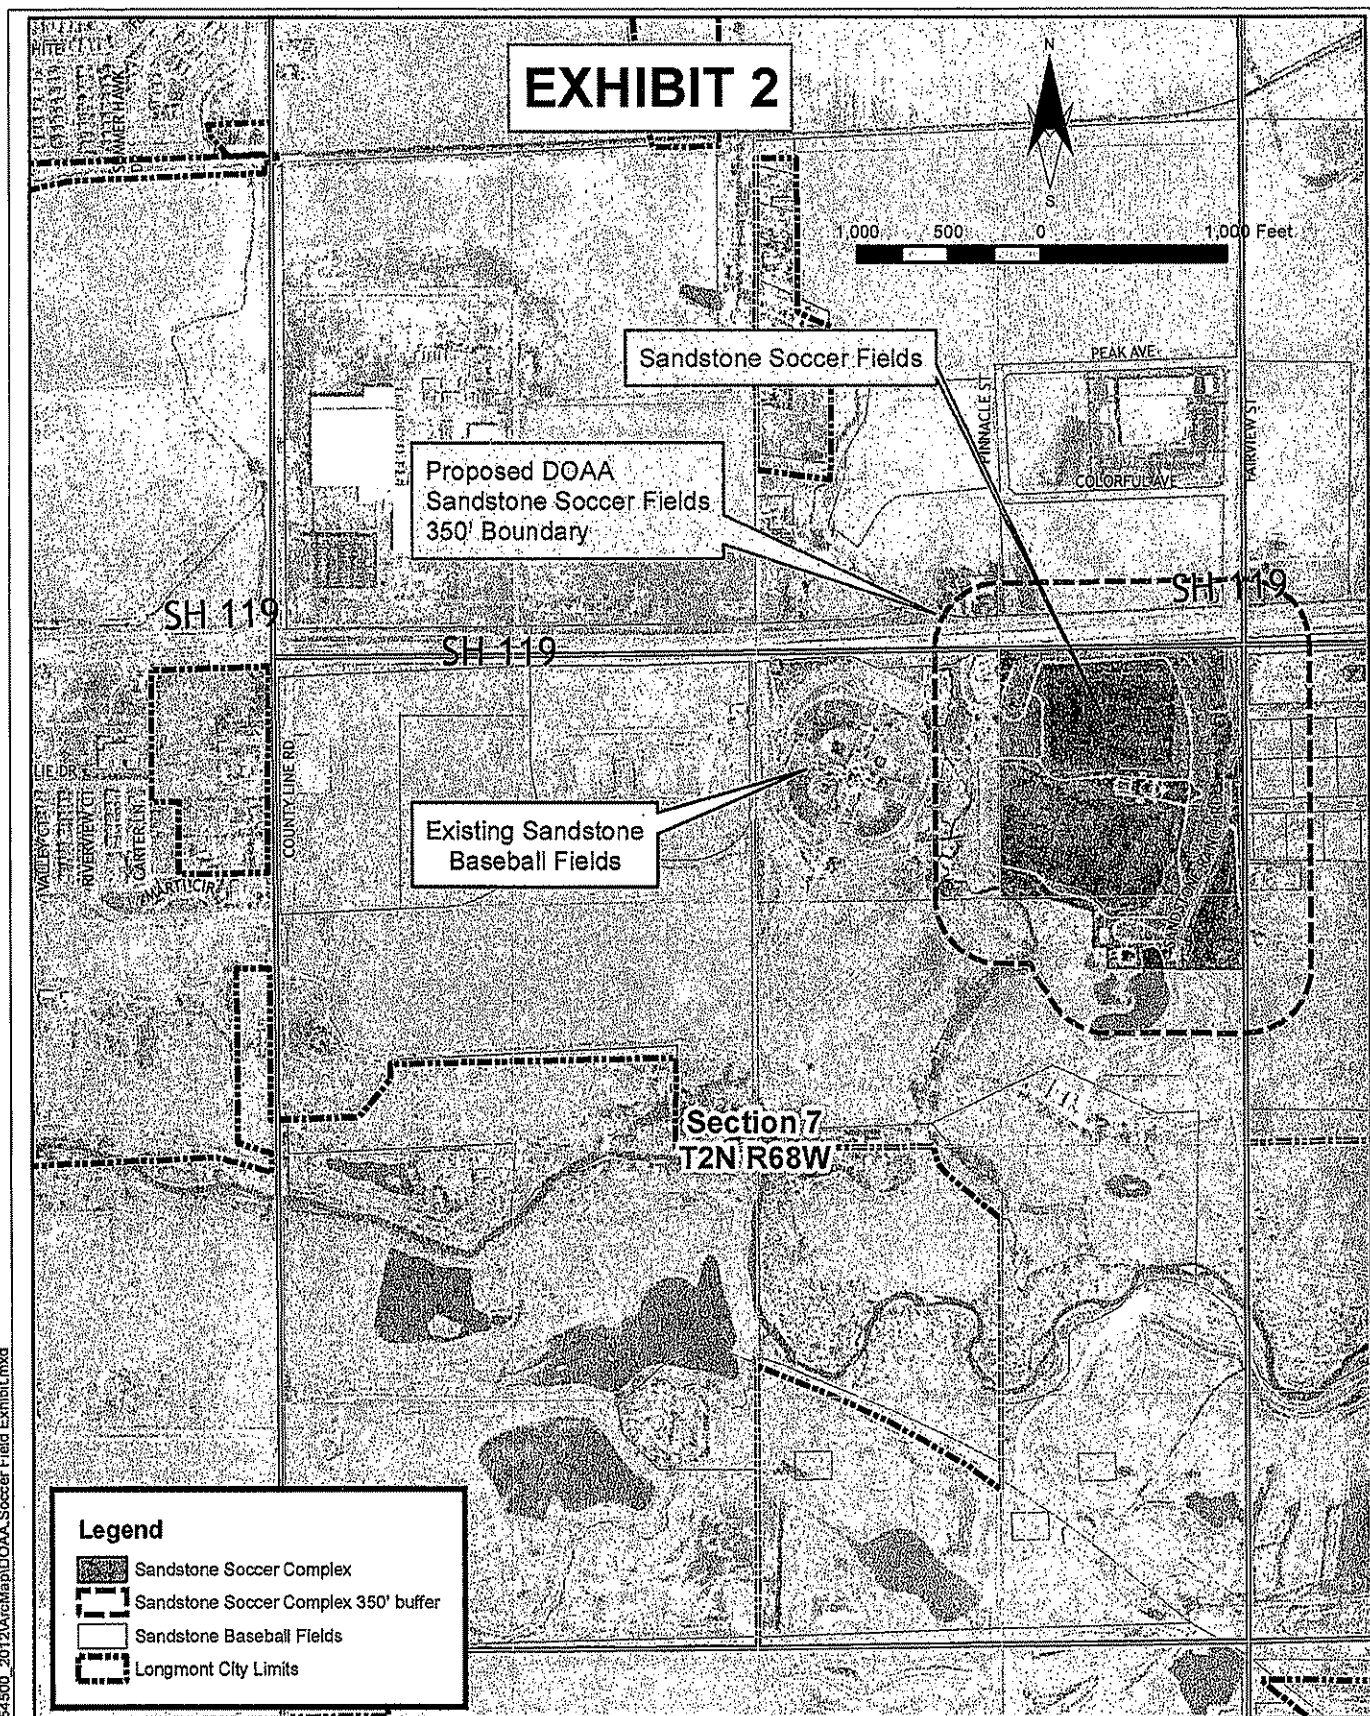 EXHIBIT 2
N
S
1,000
500
0
1,000 Feet
SUMMERHAWK
Sandstone Soccer Fields
PEAK AVE
PINNACLE ST
FAIRVIEW ST
COLORFUL AVE
Proposed DOAA
Sandstone Soccer Fields
350' Boundary
SH 119
SH 119
SH 119
COUNTY LINE RD
RIVERVIEW CT
CARTER LN
Existing Sandstone
Baseball Fields
Section 7
T2N R68W
Legend
Sandstone Soccer Complex
Sandstone Soccer Complex 350' buffer
Sandstone Baseball Fields
Longmont City Limits